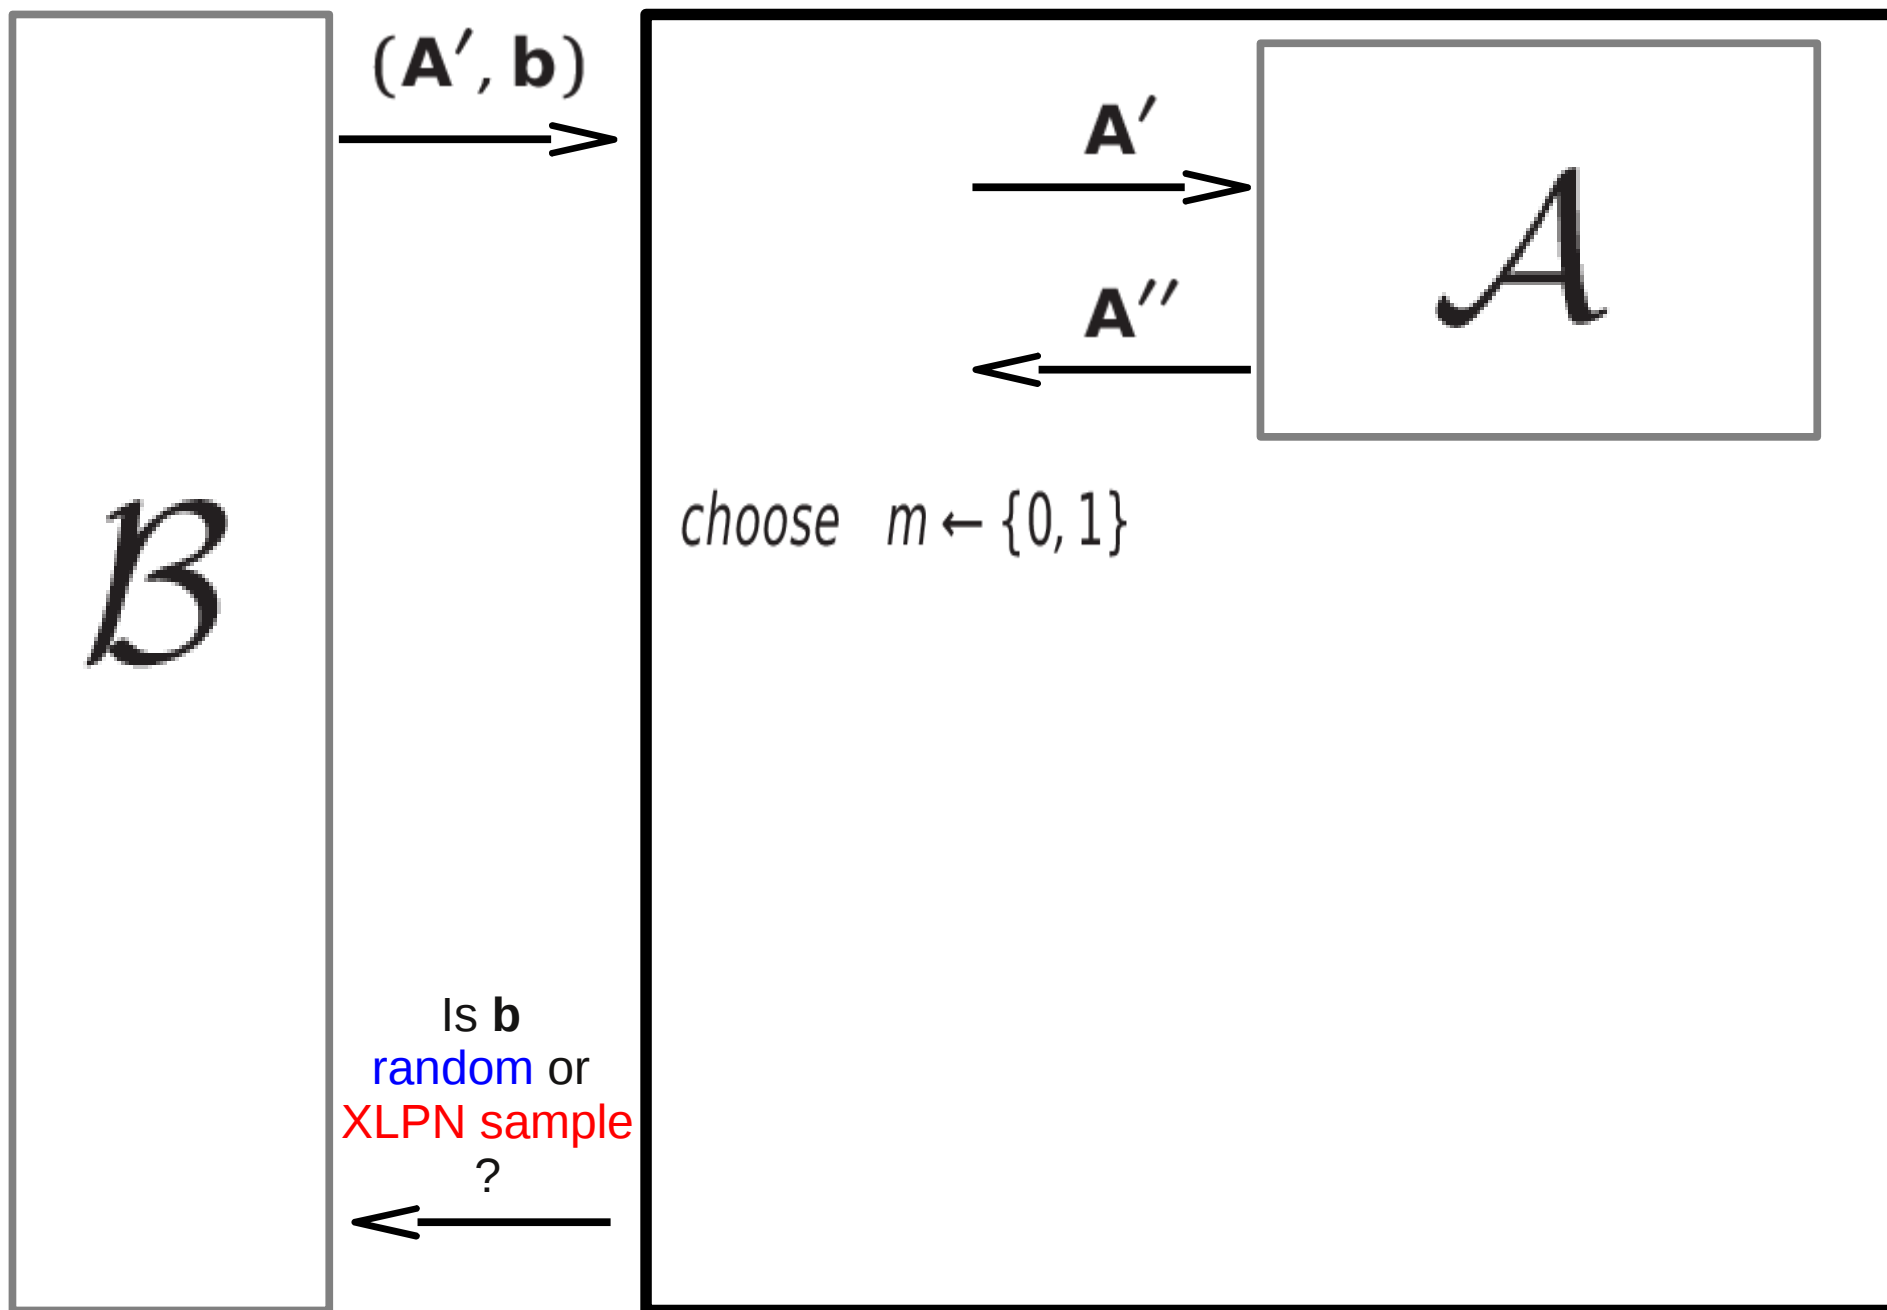 (𝐀′, 𝐛)
𝐀′
𝒜
𝐀′′
choose m ← {0, 1}
ℬ
Is b
random or
XLPN sample
?